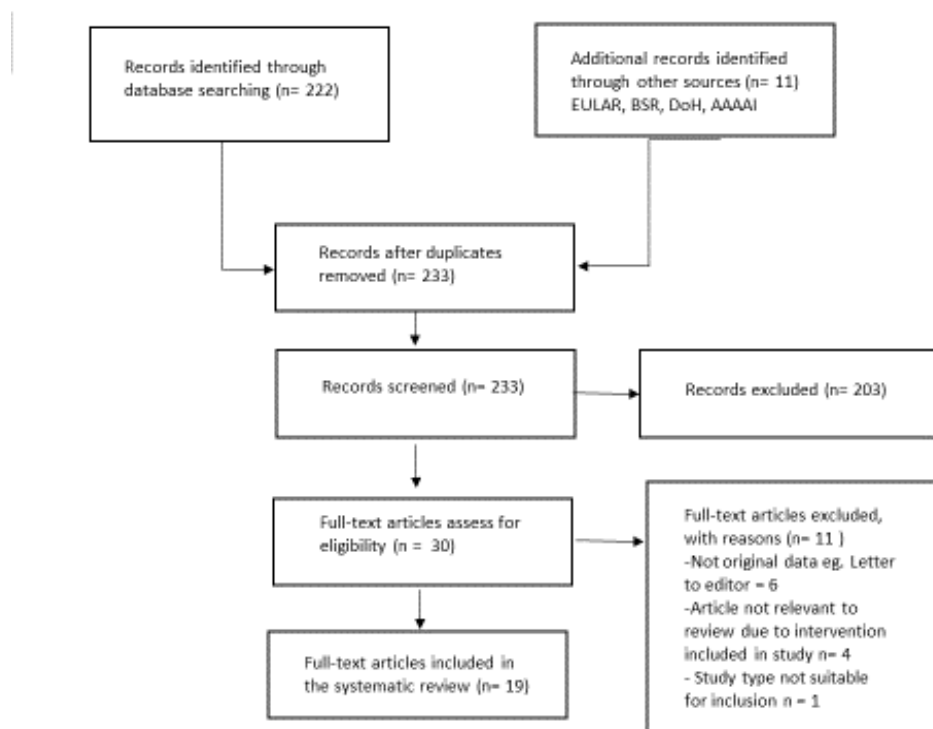 Records identified through
database searching (n= 222)
Additional records identified
through other sources (n= 11)
EULAR, BSR, DoH, AAAAI
Records after duplicates
removed (n= 233)
Records screened (n= 233)
Records excluded (n= 203)
Full-text articles assess for
eligibility (n = 30)
Full-text articles excluded,
with reasons (n= 11 )
-Not original data eg. Letter
to editor = 6
-Article not relevant to
review due to intervention
included in study n= 4
- Study type not suitable
for inclusion n = 1
Full-text articles included in
the systematic review (n= 19)